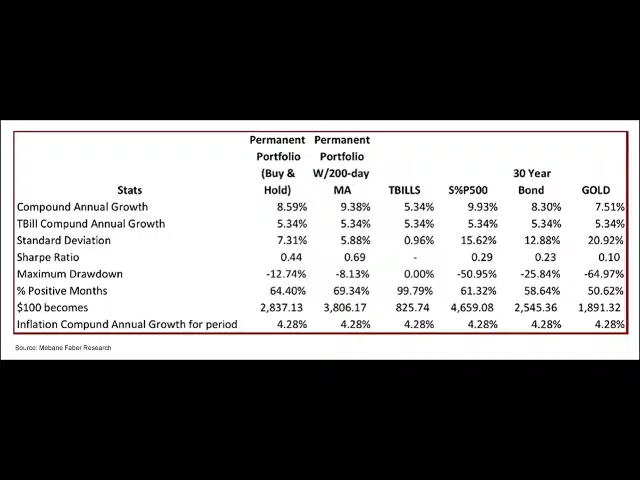 Permanent Permanent
Portfolio Portfolio
(Buy & W/200-day 30 Year
Stats Hold) MA TBILLS S%P500 Bond GOLD
Compound Annual Growth 8.59% 9.38% 5.34% 9.93% 8.30% 7.51%
TBill Compund Annual Growth 5.34% 5.34% 5.34% 5.34% 5.34% 5.34%
Standard Deviation 7.31% 5.88% 0.96% 15.62% 12.88% 20.92%
Sharpe Ratio 0.44 0.69 - 0.29 0.23 0.10
Maximum Drawdown -12.74% -8.13% 0.00% -50.95% -25.84% -64.97%
% Positive Months 64.40% 69.34% 99.79% 61.32% 58.64% 50.62%
$100 becomes 2,837.13 3,806.17 825.74 4,659.08 2,545.36 1,891.32
Inflation Compund Annual Growth for period 4.28% 4.28% 4.28% 4.28% 4.28% 4.28%
Source: Mebane Faber Research